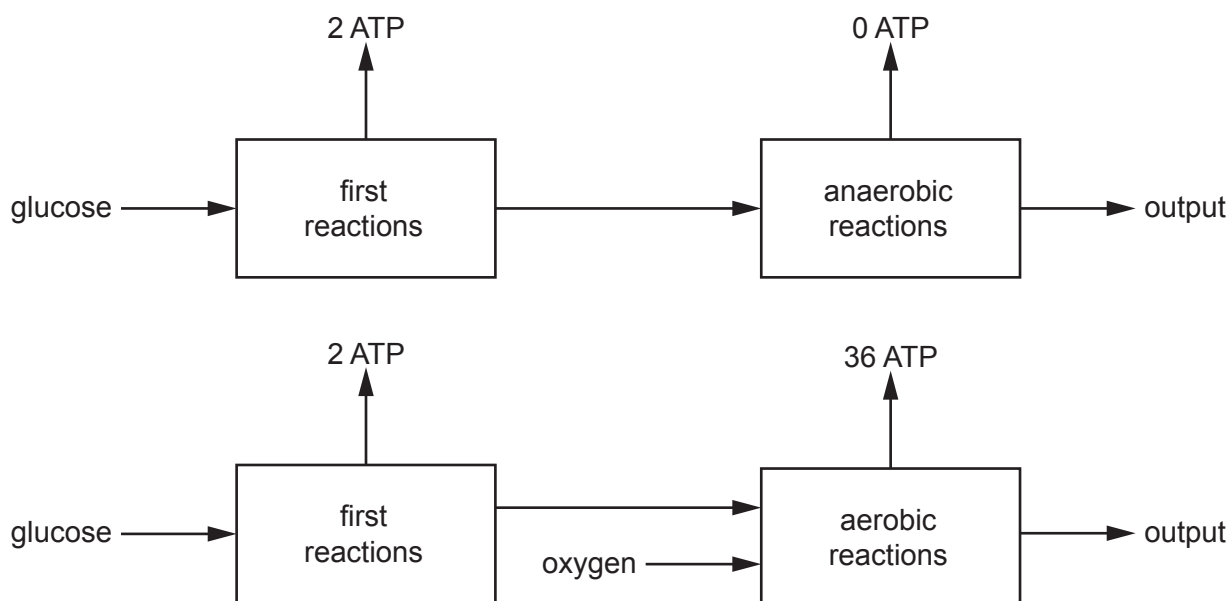 2 ATP
0 ATP
glucose
first
reactions
anaerobic
reactions
output
2 ATP
36 ATP
glucose
first
reactions
oxygen
aerobic
reactions
output